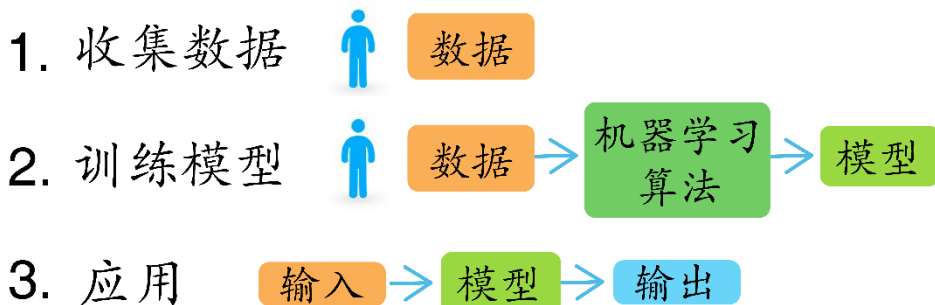 1. 收集数据 数据
2. 训练模型 数据 机器学习算法 模型
3. 应用 输入 模型 输出